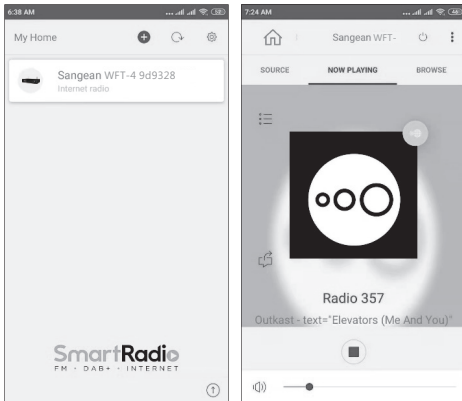 6:38 AM
My Home
Sangean WFT-4 9d9328
Internet radio
SmartRadio
FM · DAB+ · INTERNET
7:24 AM
Sangean WFT-
SOURCE
NOW PLAYING
BROWSE
Radio 357
Outkast - text="Elevators (Me And You)"